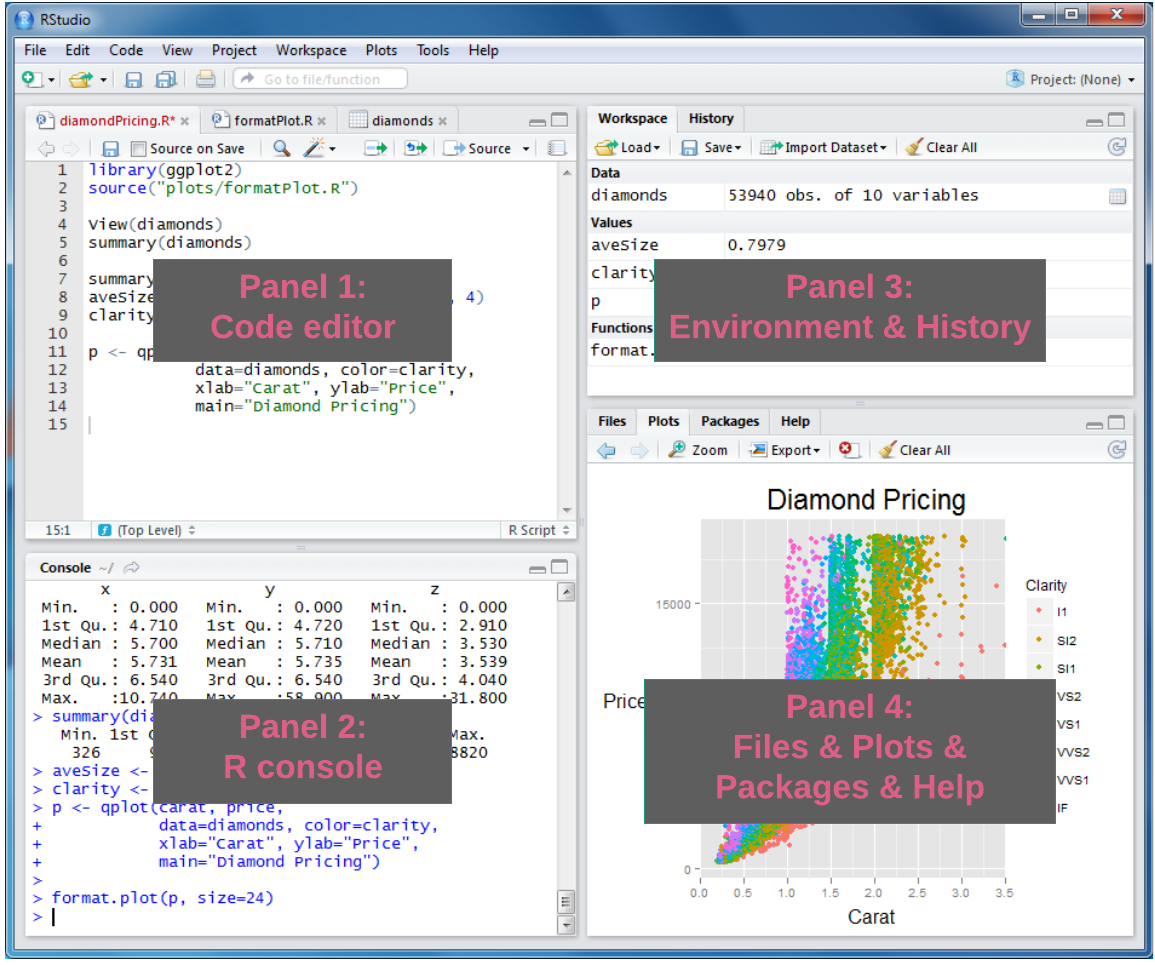 RStudio
File Edit Code View Project Workspace Plots Tools Help
Go to file/function
Project: (None)
diamondPricing.R* formatPlot.R diamonds
Source on Save Source
1 library(ggplot2)
2 source("plots/formatPlot.R")
3
4 View(diamonds)
5 summary(diamonds)
6
7 summary
8 aveSize , 4)
9 clarity
10
11 p <- qp
12 data=diamonds, color=clarity,
13 xlab="Carat", ylab="Price",
14 main="Diamond Pricing")
15
Panel 1:
Code editor
15:1 (Top Level) R Script
Console ~/
x y z
Min. : 0.000 Min. : 0.000 Min. : 0.000
1st Qu.: 4.710 1st Qu.: 4.720 1st Qu.: 2.910
Median : 5.700 Median : 5.710 Median : 3.530
Mean : 5.731 Mean : 5.735 Mean : 3.539
3rd Qu.: 6.540 3rd Qu.: 6.540 3rd Qu.: 4.040
Max. :10.740 Max. :58.900 Max. :31.800
> summary(dia
Min. 1st Max.
326 8820
> aveSize <-
> clarity <-
> p <- qplot(carat, price,
+ data=diamonds, color=clarity,
+ xlab="Carat", ylab="Price",
+ main="Diamond Pricing")
>
> format.plot(p, size=24)
>
Panel 2:
R console
Workspace History
Load Save Import Dataset Clear All
Data
diamonds 53940 obs. of 10 variables
Values
aveSize 0.7979
clarity
p
Functions
format.
Panel 3:
Environment & History
Files Plots Packages Help
Zoom Export Clear All
Diamond Pricing
Clarity
I1
SI2
SI1
VS2
VS1
VVS2
VVS1
IF
15000
Price
0
0.0 0.5 1.0 1.5 2.0 2.5 3.0 3.5
Carat
Panel 4:
Files & Plots &
Packages & Help